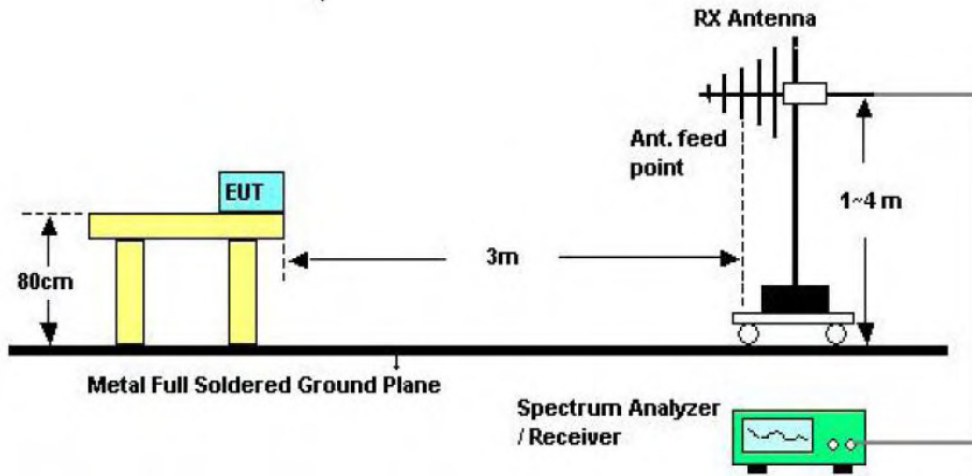 RX Antenna
Ant. feed
point
EUT
1~4 m
3m
80cm
Metal Full Soldered Ground Plane
Spectrum Analyzer
/ Receiver